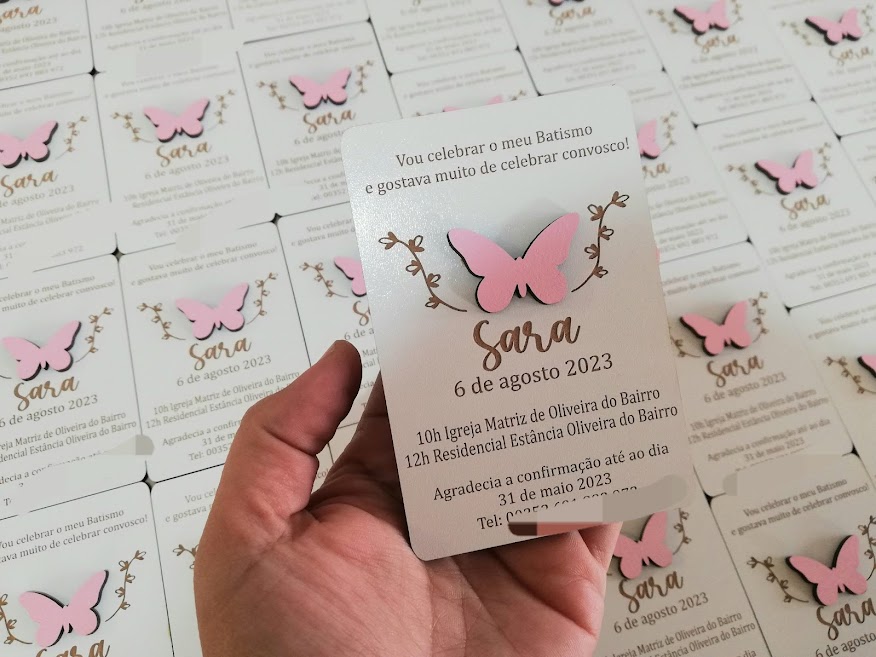 Vou celebrar o meu Batismo
e gostava muito de celebrar convosco!
Sara
6 de agosto 2023
10h Igreja Matriz de Oliveira do Bairro
12h Residencial Estância Oliveira do Bairro
Agradecia a confirmação até ao dia
31 de maio 2023
Tel: